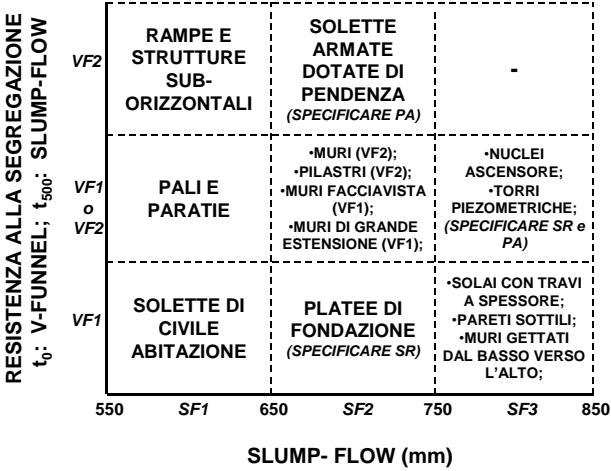 RESISTENZA ALLA SEGREGAZIONE
t0: V-FUNNEL; t500: SLUMP-FLOW
VF2
RAMPE E
STRUTTURE
SUB-
ORIZZONTALI
SOLETTE
ARMATE
DOTATE DI
PENDENZA
(SPECIFICARE PA)
-
VF1
o
VF2
PALI E
PARATIE
•MURI (VF2);
•PILASTRI (VF2);
•MURI FACCIAVISTA
(VF1);
•MURI DI GRANDE
ESTENSIONE (VF1);
•NUCLEI
ASCENSORE;
•TORRI
PIEZOMETRICHE;
(SPECIFICARE SR e
PA)
VF1
SOLETTE DI
CIVILE
ABITAZIONE
PLATEE DI
FONDAZIONE
(SPECIFICARE SR)
•SOLAI CON TRAVI
A SPESSORE;
•PARETI SOTTILI;
•MURI GETTATI
DAL BASSO VERSO
L'ALTO;
550 SF1 650 SF2 750 SF3 850
SLUMP- FLOW (mm)